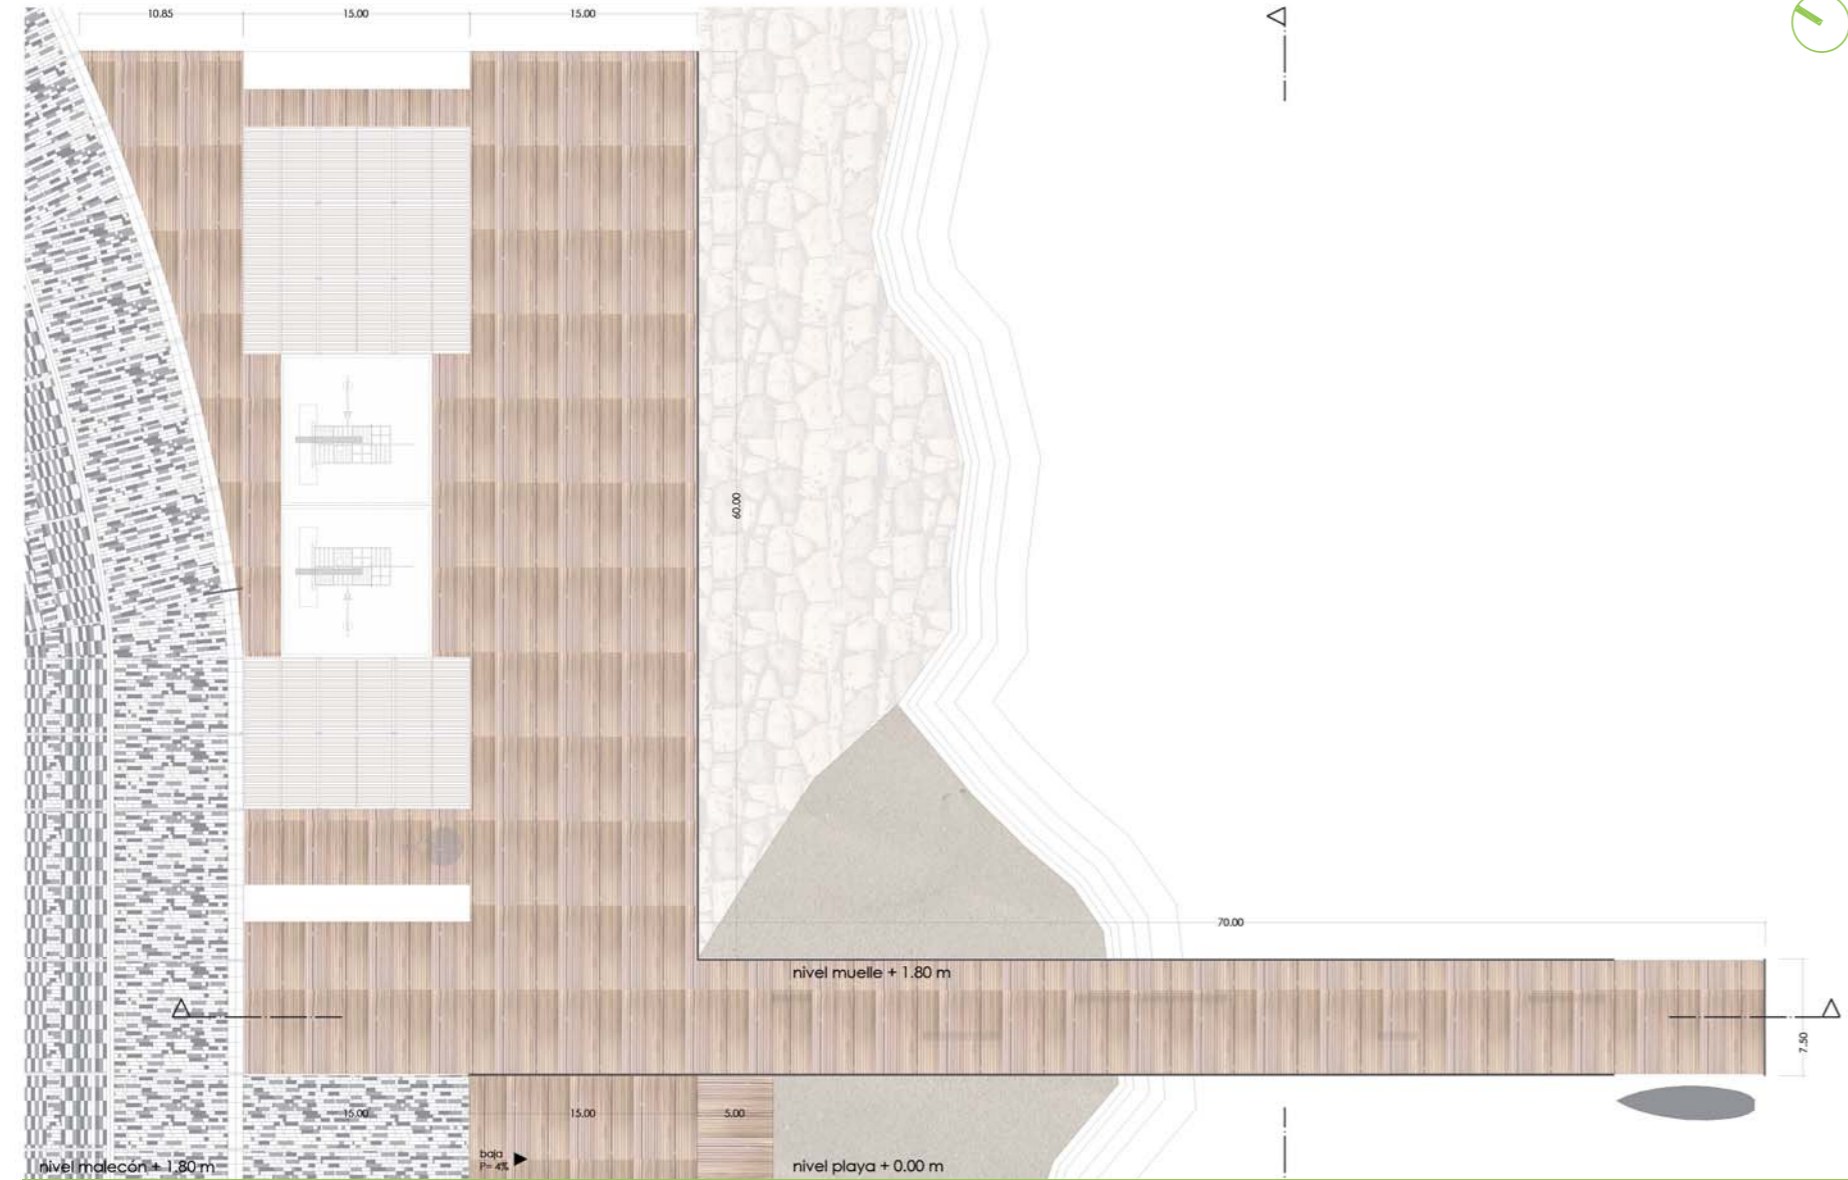 10.85
15.00
15.00
60.00
70.00
nivel muelle + 1.80 m
7.50
15.00
15.00
5.00
baja
P= 4%
nivel malecón + 1.80 m
nivel playa + 0.00 m